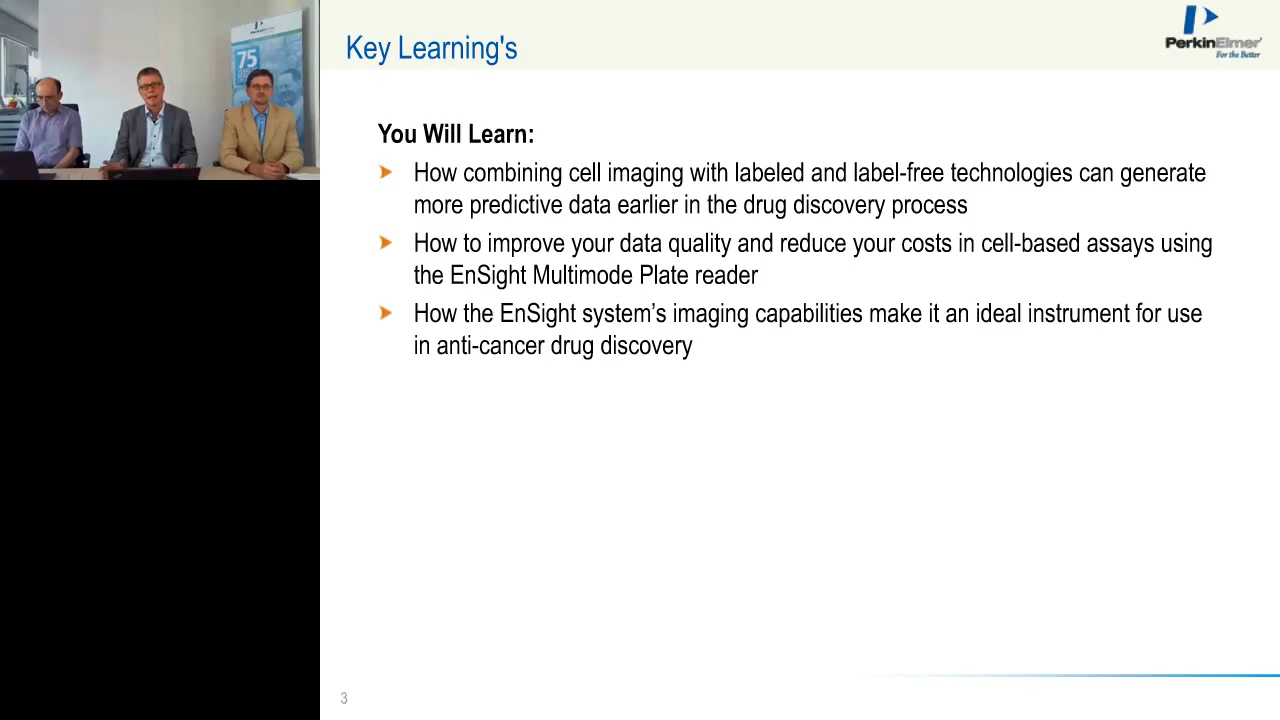 PerkinElmer
75
Key Learning's
PerkinElmer
For the Better
You Will Learn:
How combining cell imaging with labeled and label-free technologies can generate
more predictive data earlier in the drug discovery process
How to improve your data quality and reduce your costs in cell-based assays using
the EnSight Multimode Plate reader
How the EnSight system’s imaging capabilities make it an ideal instrument for use
in anti-cancer drug discovery
3